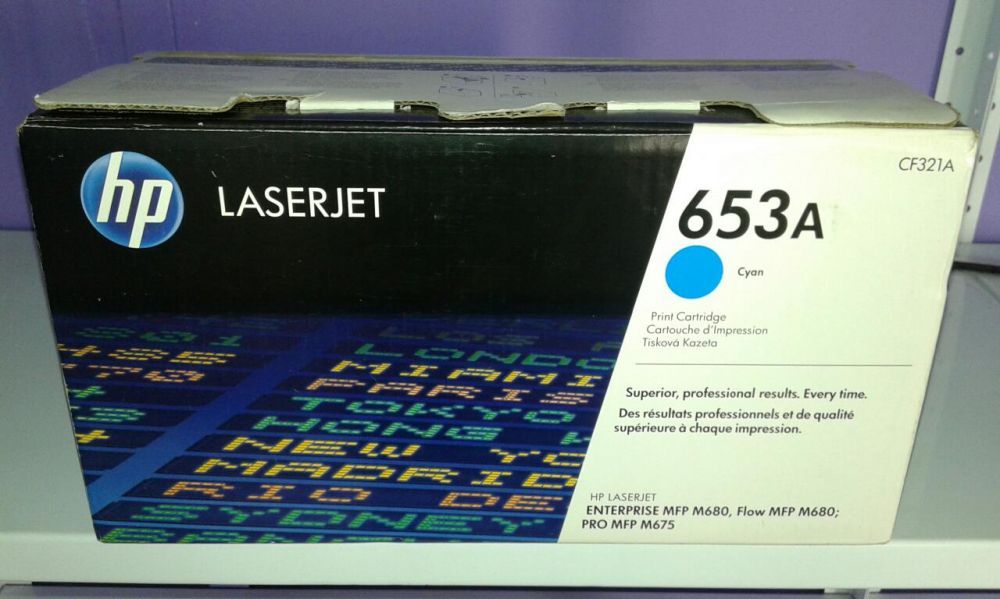 hp
LASERJET
CF321A
653A
Cyan
Print Cartridge
Cartouche d'Impression
Tisková Kazeta
Superior, professional results. Every time.
Des résultats professionnels et de qualité
supérieure à chaque impression.
HP LASERJET
ENTERPRISE MFP M680, Flow MFP M680;
PRO MFP M675
LONDO
MIAMI
PARIS
TOKYO
HONG K
NEW YO
MADRID
RIO DE
SYDNEY